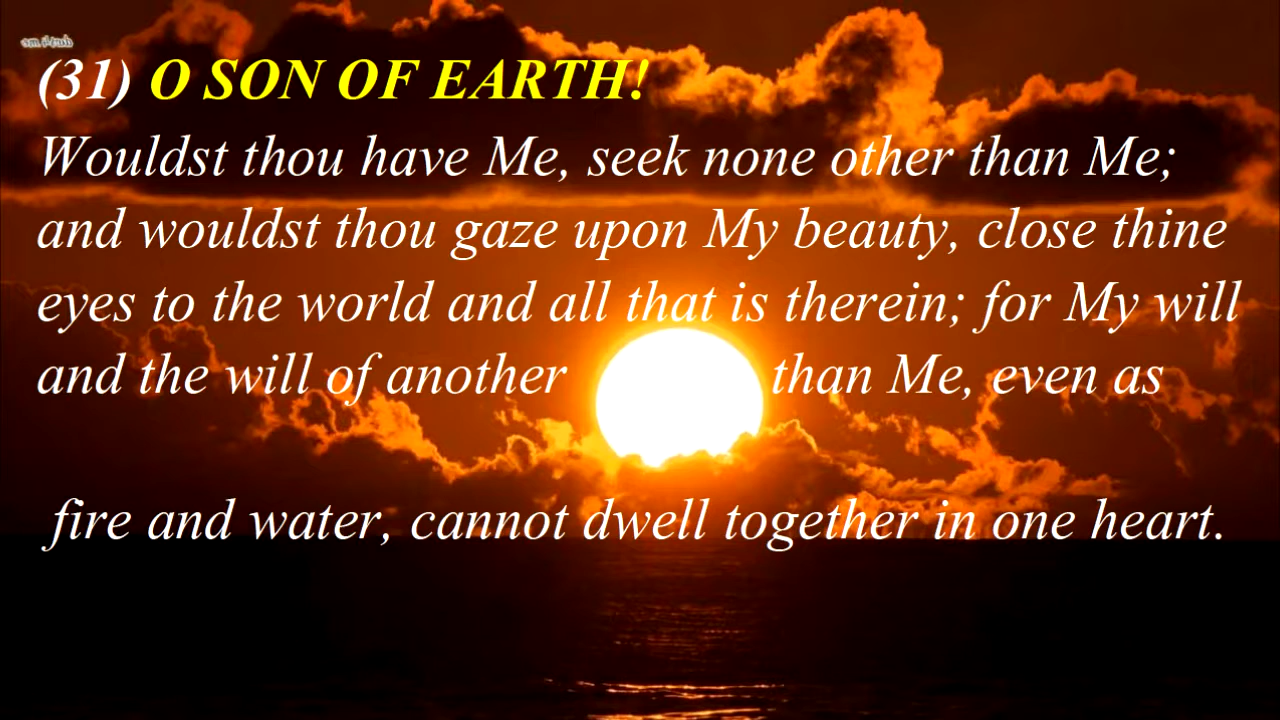 (31) O SON OF EARTH!
Wouldst thou have Me, seek none other than Me;
and wouldst thou gaze upon My beauty, close thine
eyes to the world and all that is therein; for My will
and the will of another than Me, even as
fire and water, cannot dwell together in one heart.